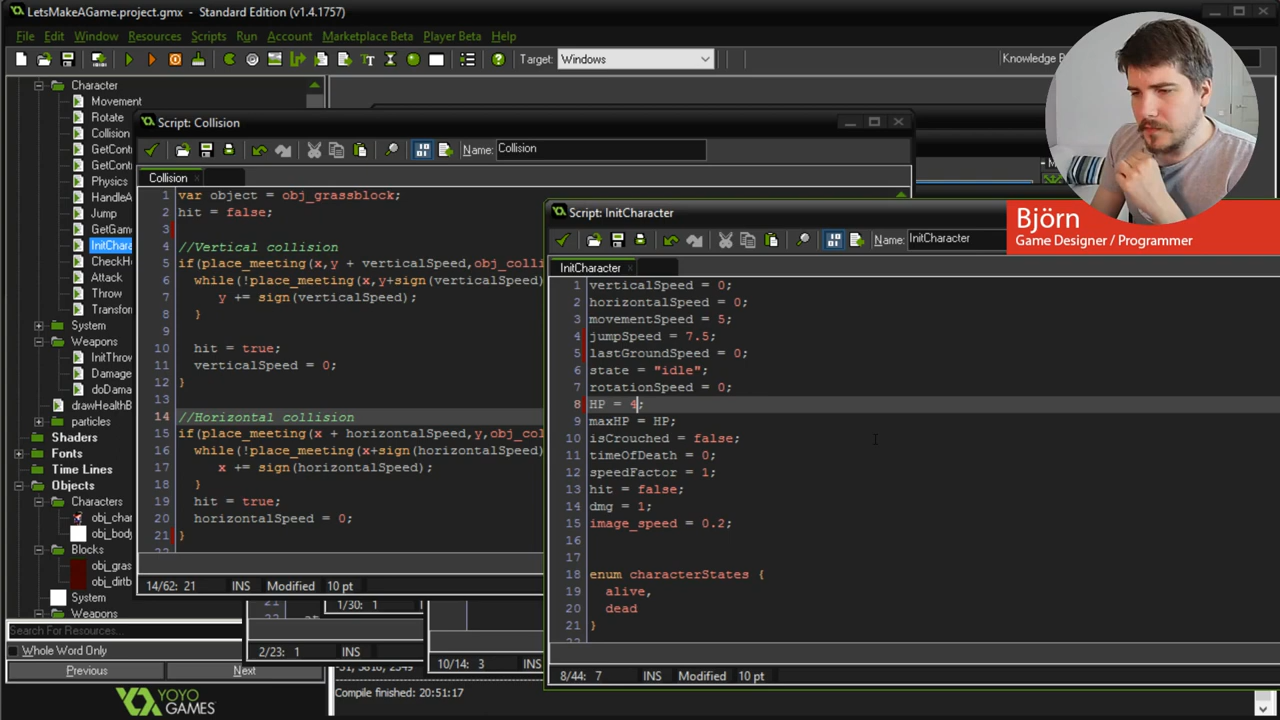 LetsMakeAGame.project.gmx - Standard Edition (v1.4.1757)
File Edit Window Resources Scripts Run Account Marketplace Beta Player Beta Help
Target: Windows
Knowledge B
Character
Movement
Rotate
Collision
GetCont
GetCont
Physics
HandleA
Jump
GetGam
InitChara
CheckHe
Attack
Throw
Transform
System
Weapons
InitThrow
Damage
doDama
drawHealthB
particles
Shaders
Fonts
Time Lines
Objects
Characters
obj_char
obj_body
Blocks
obj_gras
obj_dirtb
System
Weapons
Search For Resources...
Whole Word Only
Previous Next
YOYO
GAMES™
Script: Collision
Name: Collision
Collision
1 var object = obj_grassblock;
2 hit = false;
3
4 //Vertical collision
5 if(place_meeting(x,y + verticalSpeed,obj_colli
6 while(!place_meeting(x,y+sign(verticalSpeed)
7 y += sign(verticalSpeed);
8 }
9
10 hit = true;
11 verticalSpeed = 0;
12 }
13
14 //Horizontal collision
15 if(place_meeting(x + horizontalSpeed,y,obj_col
16 while(!place_meeting(x+sign(horizontalSpeed)
17 x += sign(horizontalSpeed);
18 }
19 hit = true;
20 horizontalSpeed = 0;
21 }
14/62: 21 INS Modified 10 pt
1/30: 1
2/23: 1 INS
10/14: 3 INS
Compile finished: 20:51:17
Script: InitCharacter
Name: InitCharacter
InitCharacter
1 verticalSpeed = 0;
2 horizontalSpeed = 0;
3 movementSpeed = 5;
4 jumpSpeed = 7.5;
5 lastGroundSpeed = 0;
6 state = "idle";
7 rotationSpeed = 0;
8 HP = 4;
9 maxHP = HP;
10 isCrouched = false;
11 timeOfDeath = 0;
12 speedFactor = 1;
13 hit = false;
14 dmg = 1;
15 image_speed = 0.2;
16
17
18 enum characterStates {
19 alive,
20 dead
21 }
8/44: 7 INS Modified 10 pt
Björn
Game Designer / Programmer